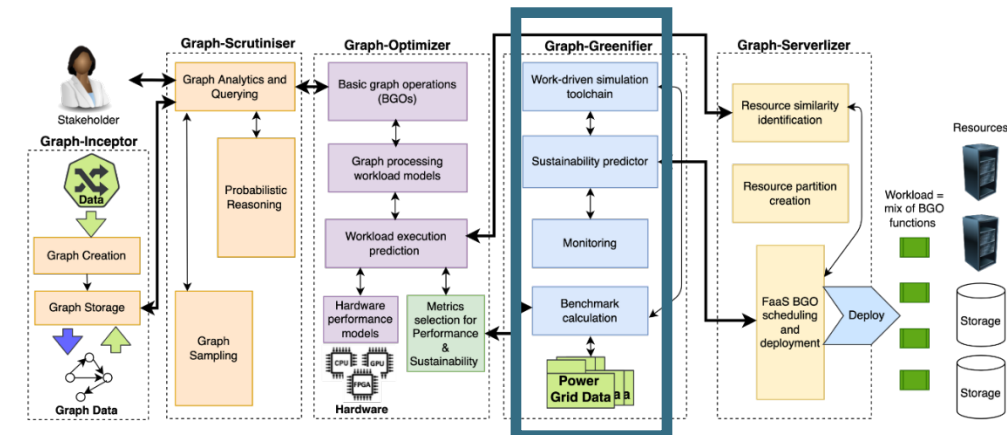 Graph-Scrutiniser
Graph-Optimizer
Graph-Greenifier
Graph-Serverlizer
Stakeholder
Graph-Inceptor
Data
Graph Creation
Graph Storage
Graph Data
Graph Analytics and
Querying
Probabilistic
Reasoning
Graph
Sampling
Basic graph operations
(BGOs)
Graph processing
workload models
Workload execution
prediction
Hardware
performance
models
CPU
GPU
FPGA
Hardware
Metrics
selection for
Performance
&
Sustainability
Work-driven simulation
toolchain
Sustainability predictor
Monitoring
Benchmark
calculation
Power
Grid Data
a
a
Resource similarity
identification
Resource partition
creation
FaaS BGO
scheduling
and
deployment
Deploy
Workload =
mix of BGO
functions
Resources
Storage
Storage